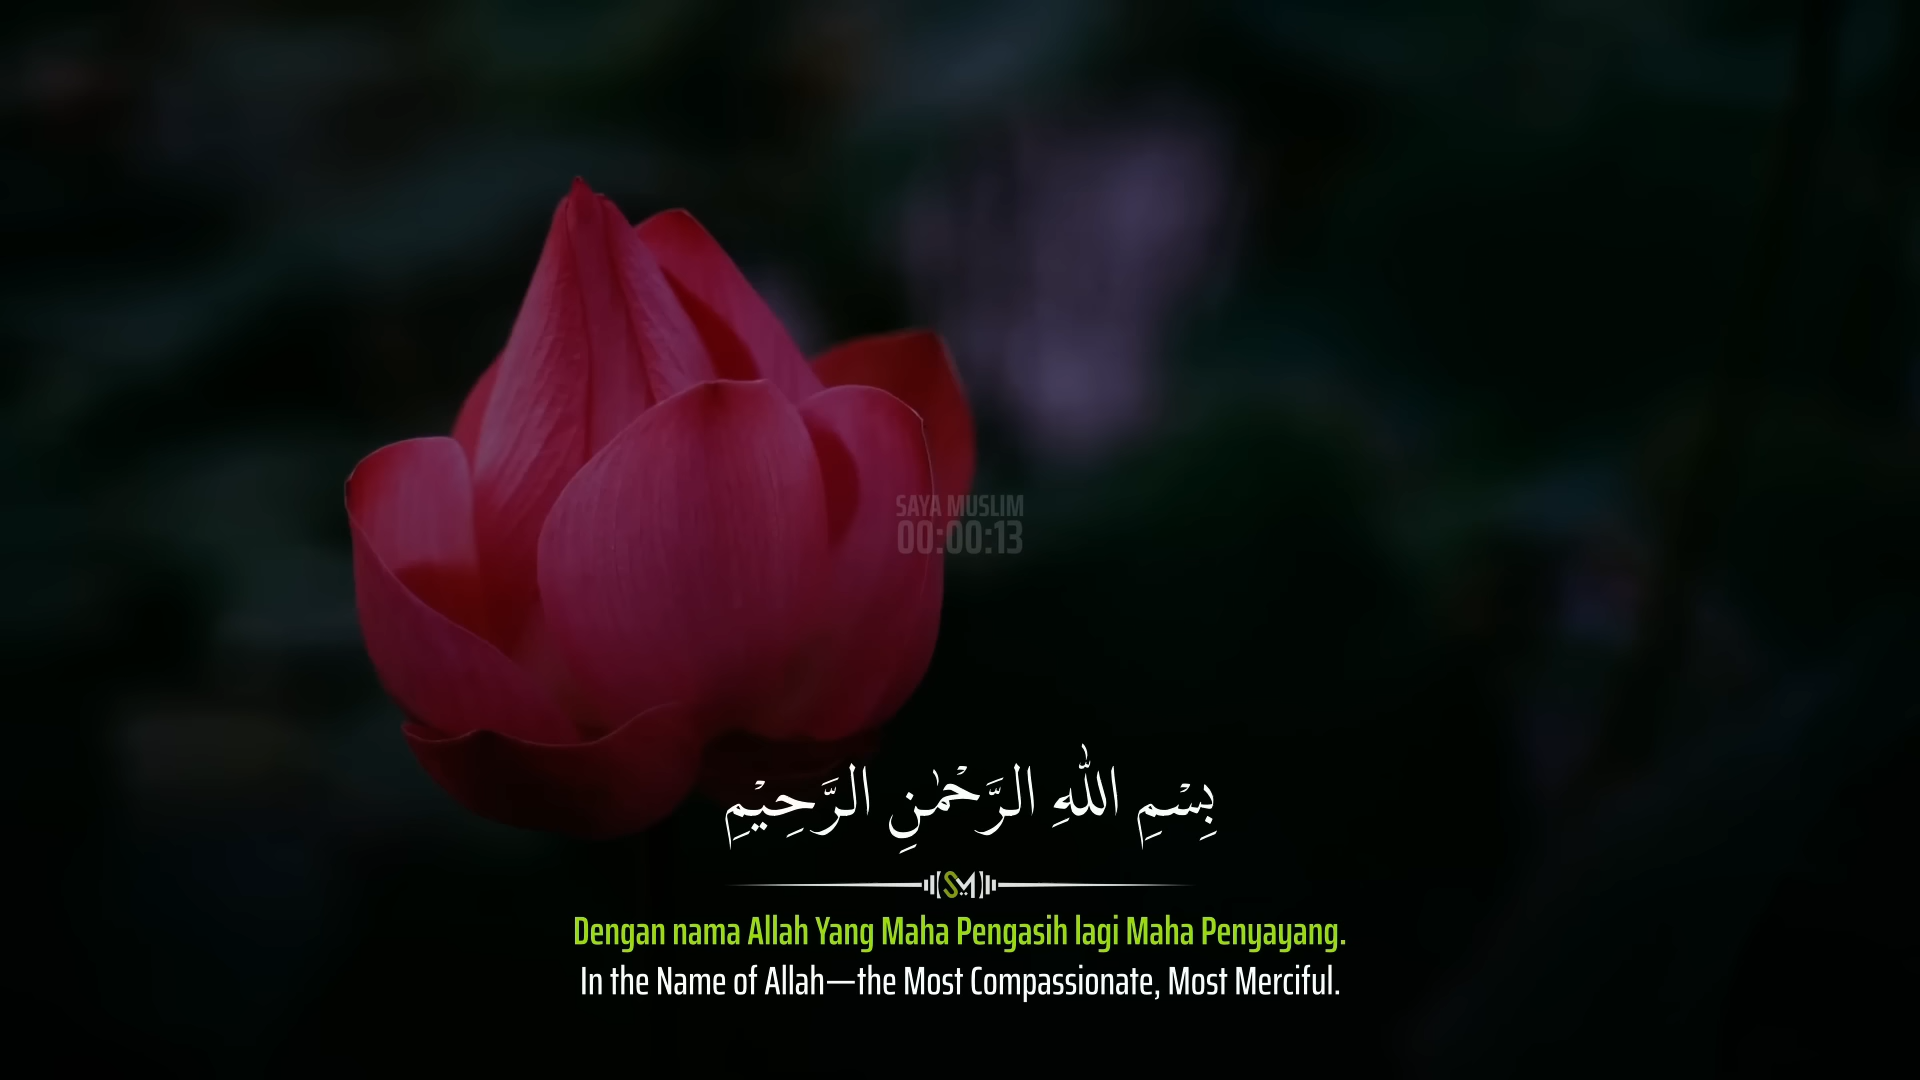 SAYA MUSLIM
00:00:13
بِسْمِ اللّٰهِ الرَّحْمٰنِ الرَّحِيْمِ
SM
Dengan nama Allah Yang Maha Pengasih lagi Maha Penyayang.
In the Name of Allah—the Most Compassionate, Most Merciful.